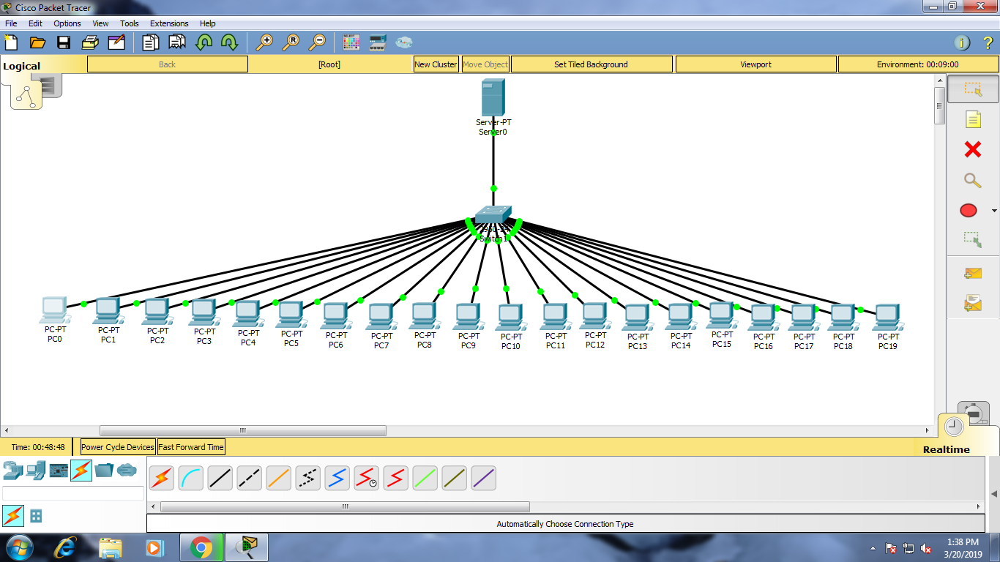 Cisco Packet Tracer
File Edit Options View Tools Extensions Help
SELECT
R
i ?
Logical
Back
[Root]
New Cluster
Move Object
Set Tiled Background
Viewport
Environment: 00:09:00
Server-PT
Server0
Switch1
PC-PT
PC0
PC-PT
PC1
PC-PT
PC2
PC-PT
PC3
PC-PT
PC4
PC-PT
PC5
PC-PT
PC6
PC-PT
PC7
PC-PT
PC8
PC-PT
PC9
PC-PT
PC10
PC-PT
PC11
PC-PT
PC12
PC-PT
PC13
PC-PT
PC14
PC-PT
PC15
PC-PT
PC16
PC-PT
PC17
PC-PT
PC18
PC-PT
PC19
Time: 00:48:48
Power Cycle Devices
Fast Forward Time
Realtime
Automatically Choose Connection Type
1:38 PM
3/20/2019